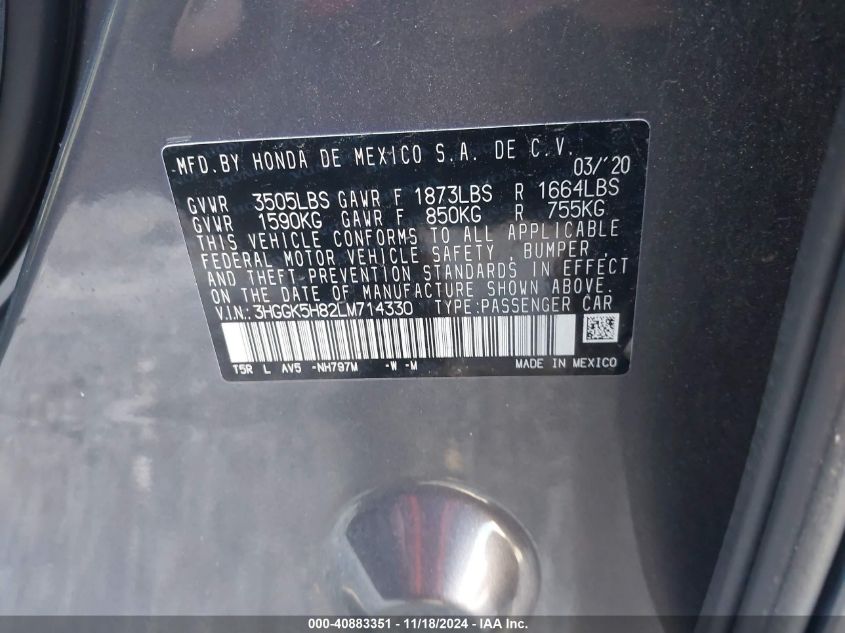 MFD.BY HONDA DE MEXICO S.A. DE C.V. 03/'20
GVWR 3505LBS GAWR F 1873LBS R 1664LBS
GVWR 1590KG GAWR F 850KG R 755KG
THIS VEHICLE CONFORMS TO ALL APPLICABLE
FEDERAL MOTOR VEHICLE SAFETY , BUMPER ,
AND THEFT PREVENTION STANDARDS IN EFFECT
ON THE DATE OF MANUFACTURE SHOWN ABOVE.
V.I.N.: 3HGGK5H82LM714330 TYPE:PASSENGER CAR
T5R L AV5 -NH797M -W -M MADE IN MEXICO
000-40883351 - 11/18/2024 - IAA Inc.